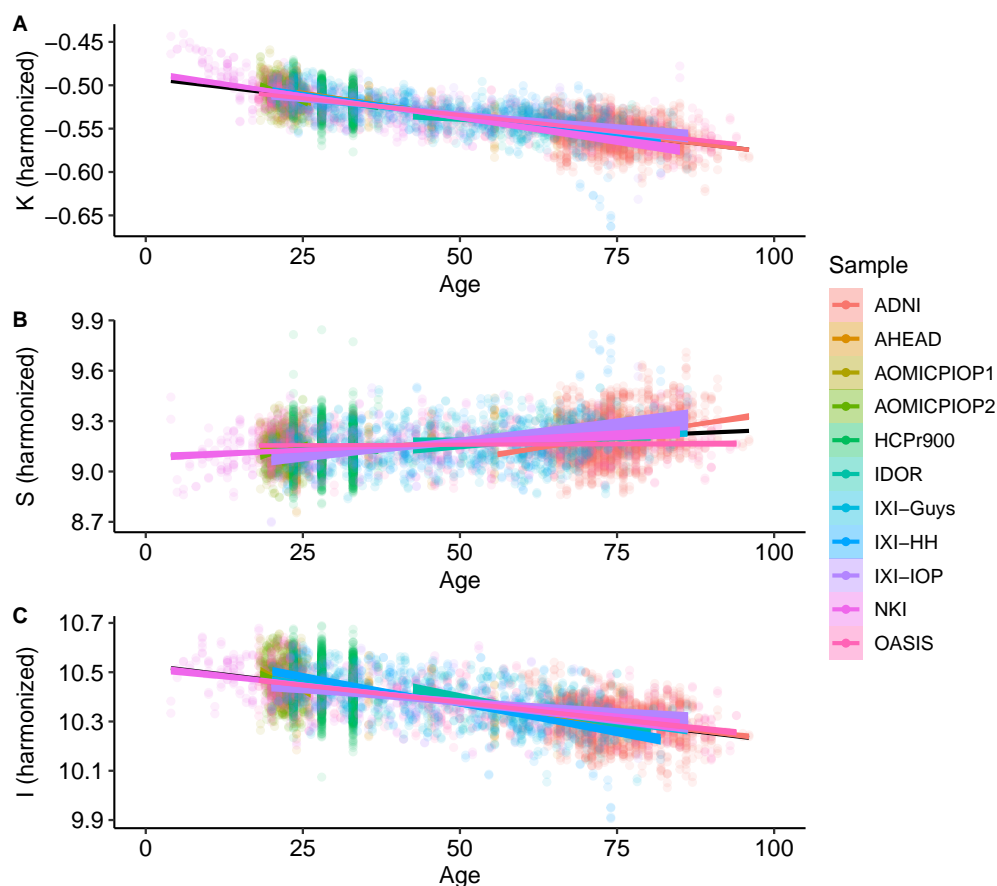 A
K (harmonized)
−0.45
−0.50
−0.55
−0.60
−0.65
0 25 50 75 100
Age
B
S (harmonized)
9.9
9.6
9.3
9.0
8.7
0 25 50 75 100
Age
C
I (harmonized)
10.7
10.5
10.3
10.1
9.9
0 25 50 75 100
Age
Sample
ADNI
AHEAD
AOMICPIOP1
AOMICPIOP2
HCPr900
IDOR
IXI−Guys
IXI−HH
IXI−IOP
NKI
OASIS